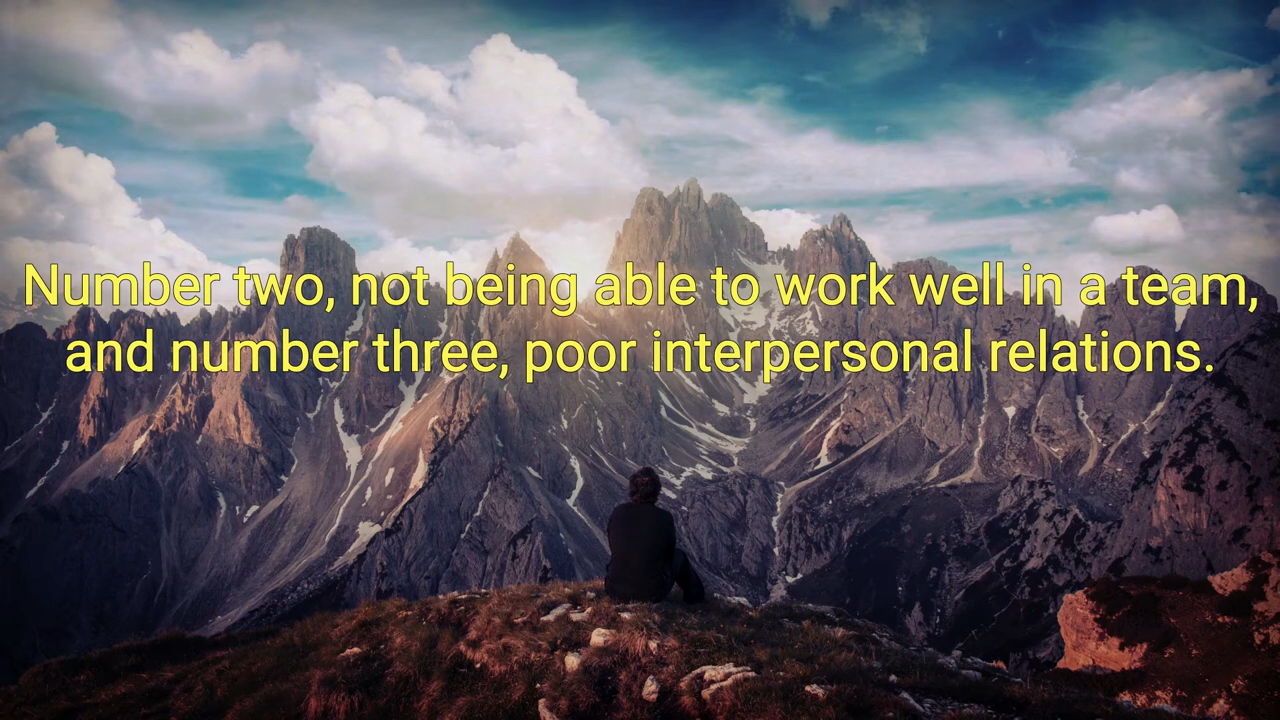 Number two, not being able to work well in a team,
and number three, poor interpersonal relations.